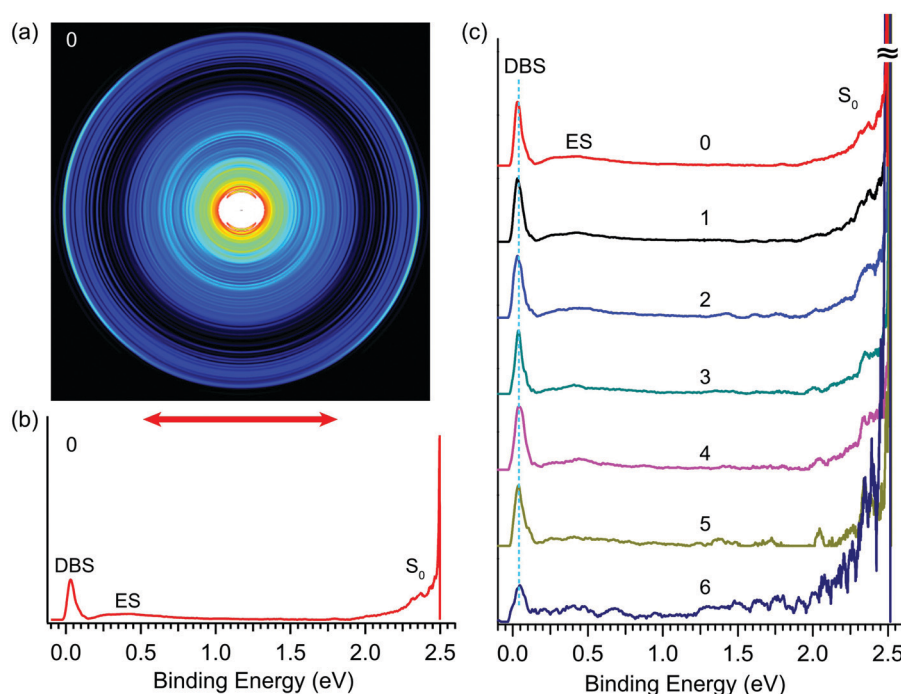 (a)
0
(b)
0
DBS
ES
S₀
0.0 0.5 1.0 1.5 2.0 2.5
Binding Energy (eV)
(c)
DBS
≈
S₀
ES
0
1
2
3
4
5
6
0.0 0.5 1.0 1.5 2.0 2.5
Binding Energy (eV)